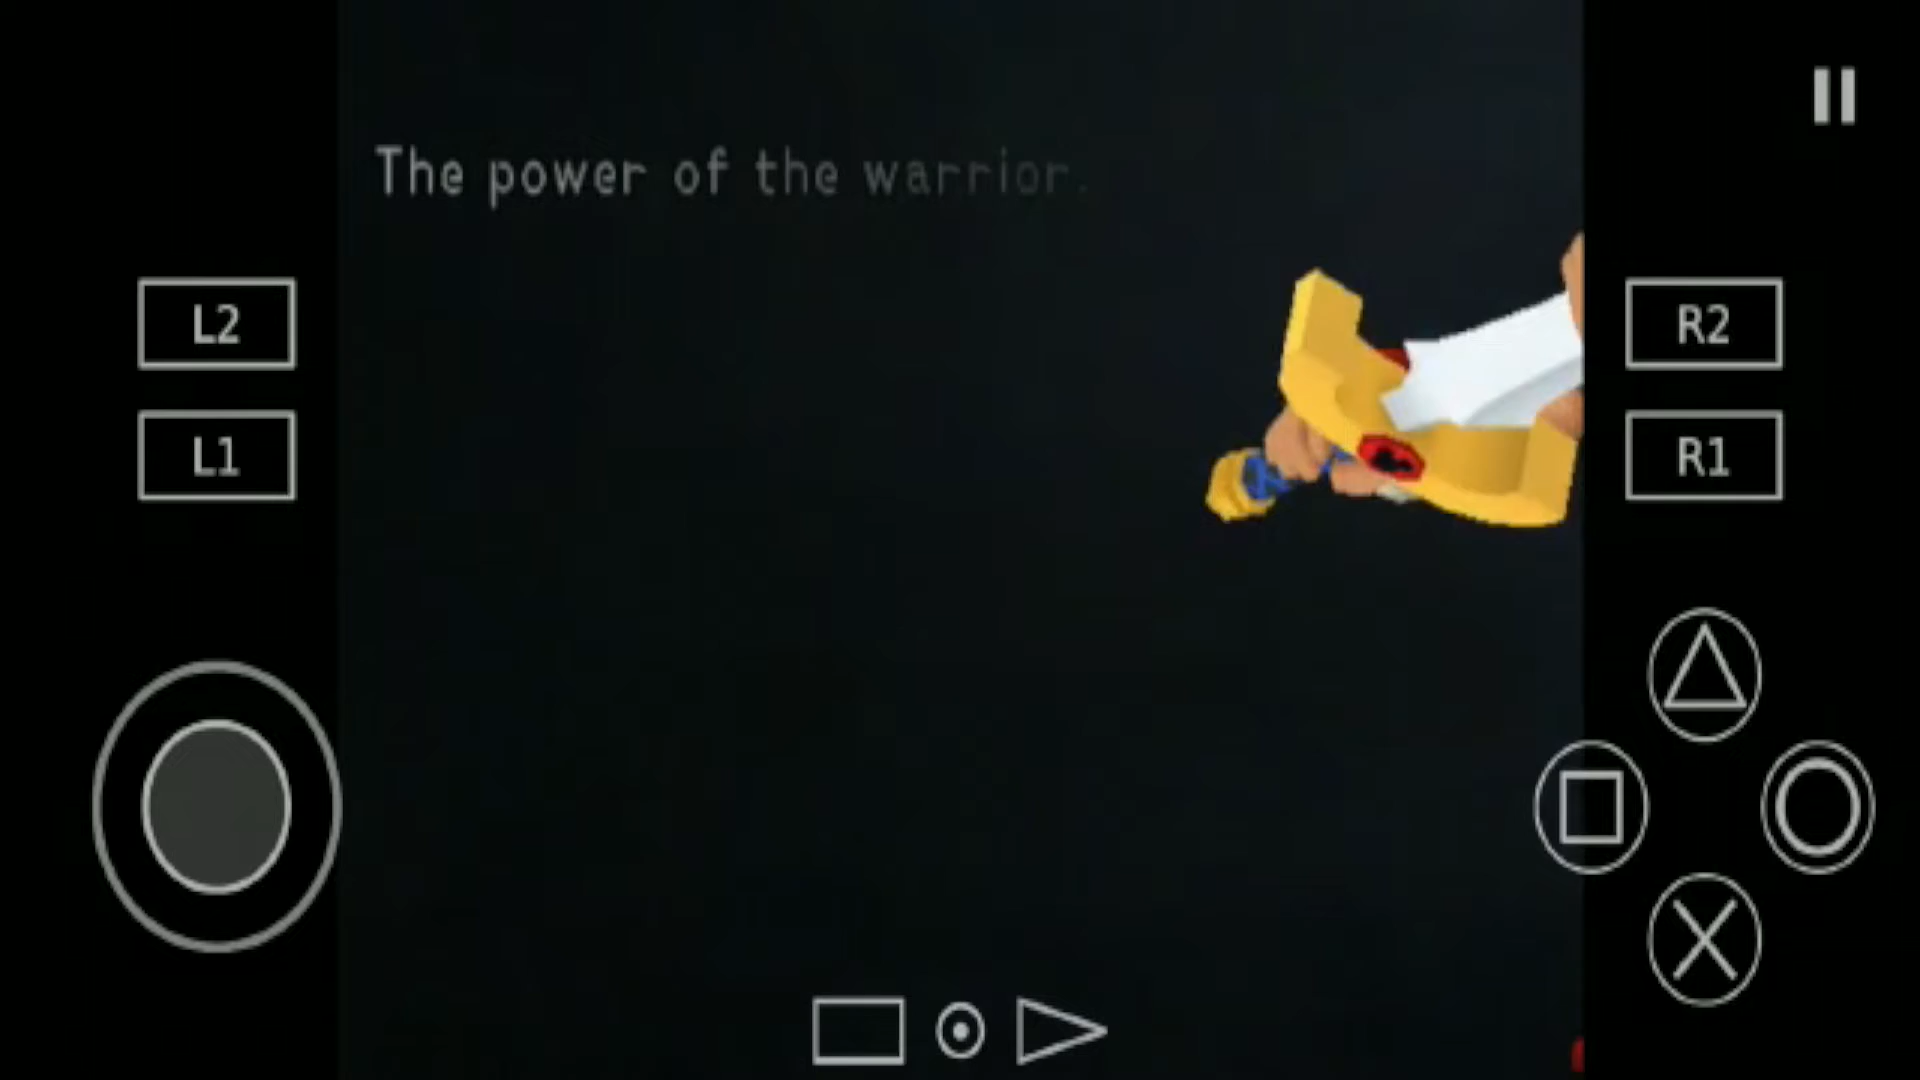 The power of the warrior.
L2
R2
L1
R1